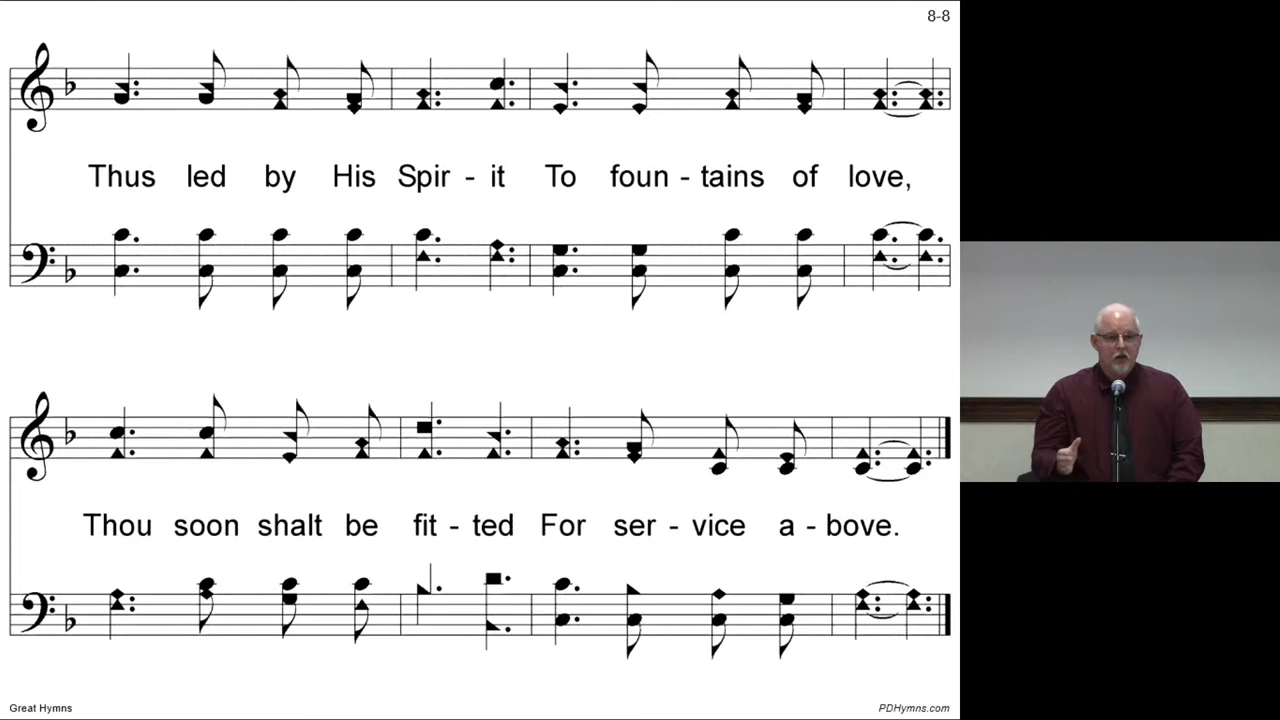 8-8
Thus led by His Spir - it To foun - tains of love,
Thou soon shalt be fit - ted For ser - vice a - bove.
Great Hymns
PDHymns.com